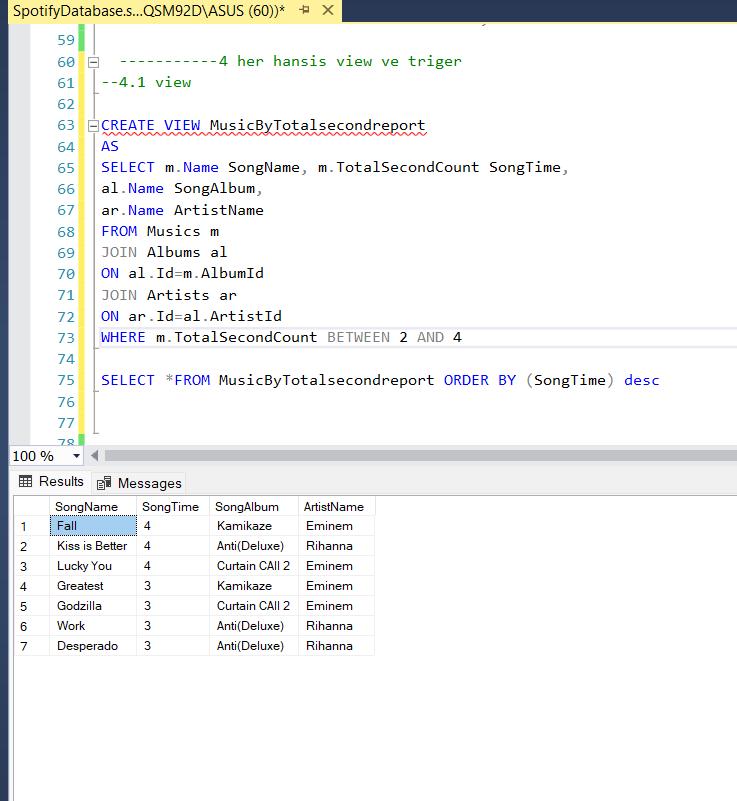 SpotifyDatabase.s...QSM92D\ASUS (60))*
59
60 -----------4 her hansis view ve triger
61 --4.1 view
62
63 CREATE VIEW MusicByTotalsecondreport
64 AS
65 SELECT m.Name SongName, m.TotalSecondCount SongTime,
66 al.Name SongAlbum,
67 ar.Name ArtistName
68 FROM Musics m
69 JOIN Albums al
70 ON al.Id=m.AlbumId
71 JOIN Artists ar
72 ON ar.Id=al.ArtistId
73 WHERE m.TotalSecondCount BETWEEN 2 AND 4
74
75 SELECT *FROM MusicByTotalsecondreport ORDER BY (SongTime) desc
76
77
78
100 %
Results Messages
SongName SongTime SongAlbum ArtistName
1 Fall 4 Kamikaze Eminem
2 Kiss is Better 4 Anti(Deluxe) Rihanna
3 Lucky You 4 Curtain CAll 2 Eminem
4 Greatest 3 Kamikaze Eminem
5 Godzilla 3 Curtain CAll 2 Eminem
6 Work 3 Anti(Deluxe) Rihanna
7 Desperado 3 Anti(Deluxe) Rihanna